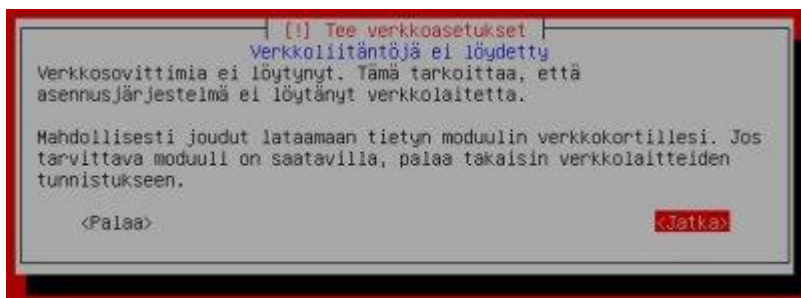 [!] Tee verkkoasetukset
Verkkoliitäntöjä ei löydetty
Verkkosovittimia ei löytynyt. Tämä tarkoittaa, että
asennusjärjestelmä ei löytänyt verkkolaitetta.
Mahdollisesti joudut lataamaan tietyn moduulin verkkokortillesi. Jos
tarvittava moduuli on saatavilla, palaa takaisin verkkolaitteiden
tunnistukseen.
<Palaa> <Jatka>